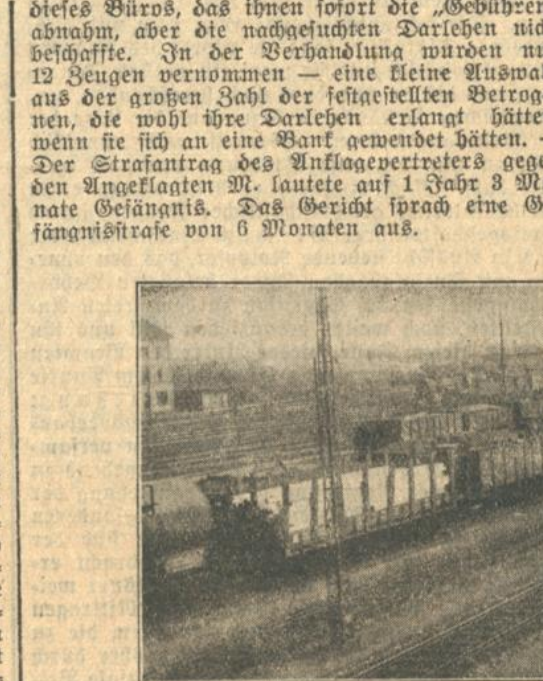 dieses Büros, das ihnen sofort die „Gebühren
abnahm, aber die nachgesuchten Darlehen nic
beschaffte. In der Verhandlung wurden nu
12 Zeugen vernommen — eine kleine Auswah
aus der großen Zahl der festgestellten Betroge-
nen, die wohl ihre Darlehen erlangt hätte
wenn sie sich an eine Bank gewendet hätten. -
Der Strafantrag des Anklagevertreters gege
den Angeklagten M. lautete auf 1 Jahr 3 M
nate Gefängnis. Das Gericht sprach eine G
fängnisstrafe von 6 Monaten aus.